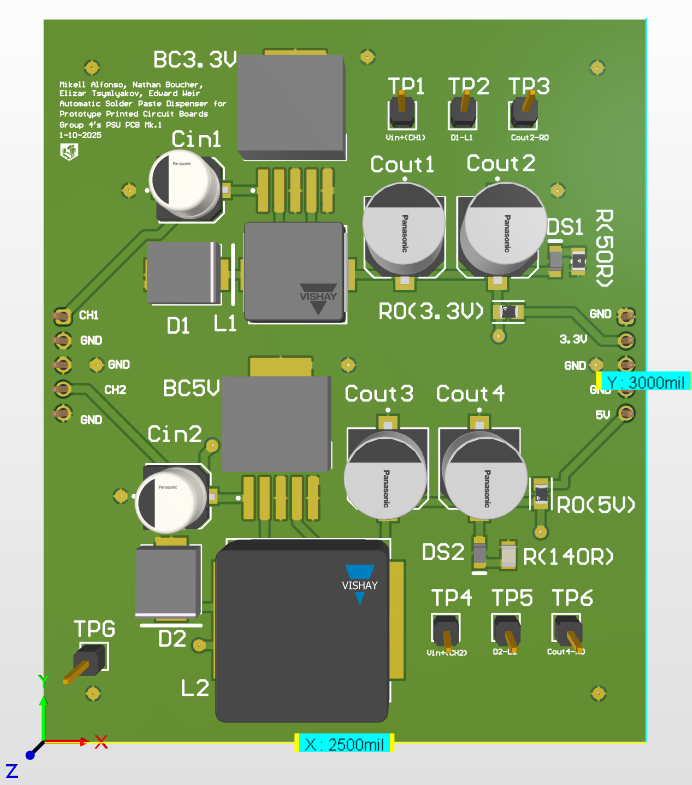 BC3.3V
Mikell Alfonso, Nathan Boucher,
Elizar Tsymlyakov, Eduard Weir
Automatic Solder Paste Dispenser for
Prototype Printed Circuit Boards
Group 4's PSU PCB Mk.1
1-10-2025
TP1 TP2 TP3
Vin+(CH1) D1-L1 Cout2-RO
Cin1
Panasonic
Cout1 Cout2
Panasonic Panasonic
DS1
R(50R)
VISHAY
D1 L1
RO(3.3V)
CH1
GND
GND
CH2
GND
GND
3.3V
GND
GND
5V
Y : 3000mil
BC5V
Cout3 Cout4
Panasonic Panasonic
Cin2
Panasonic
RO(5V)
DS2 R(140R)
VISHAY
TP4 TP5 TP6
Vin+(CH2) D2-L2 Cout4-RO
D2
TPG
L2
Y
X
Z
X : 2500mil